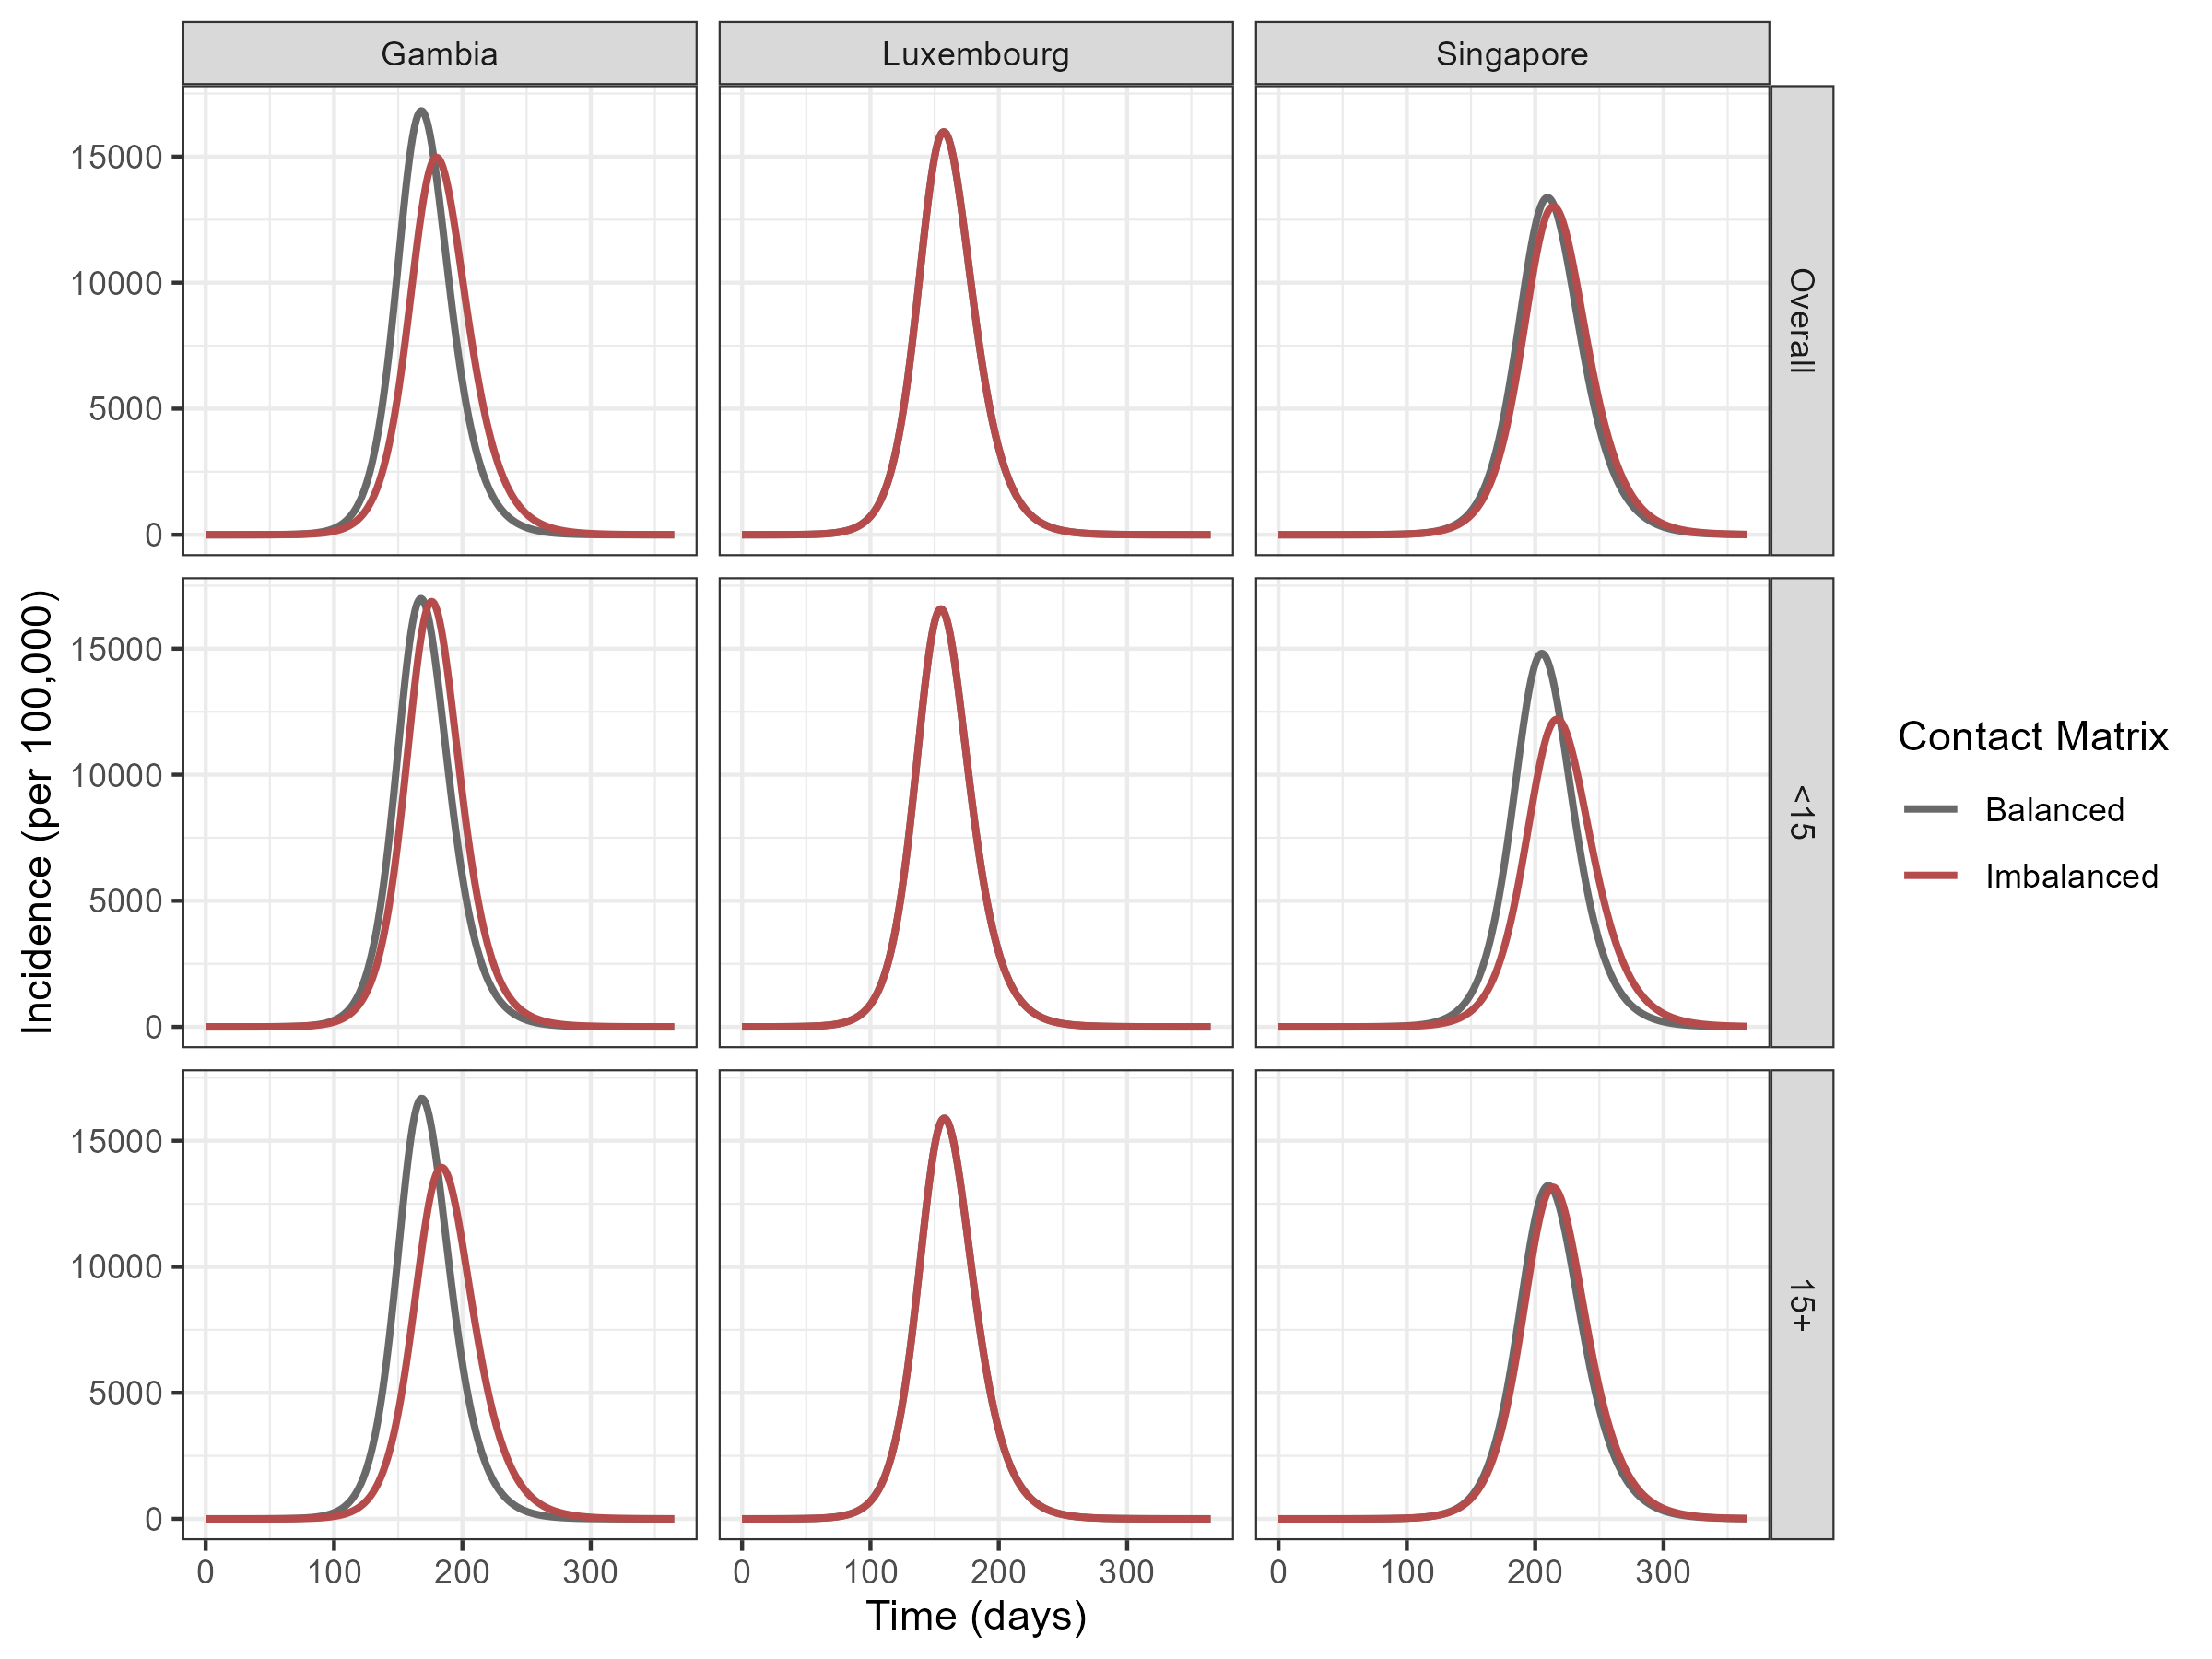 Gambia
Luxembourg
Singapore
15000
10000
5000
0
Overall
15000
10000
5000
0
<15
15000
10000
5000
0
15+
0 100 200 300
0 100 200 300
0 100 200 300
Time (days)
Incidence (per 100,000)
Contact Matrix
Balanced
Imbalanced